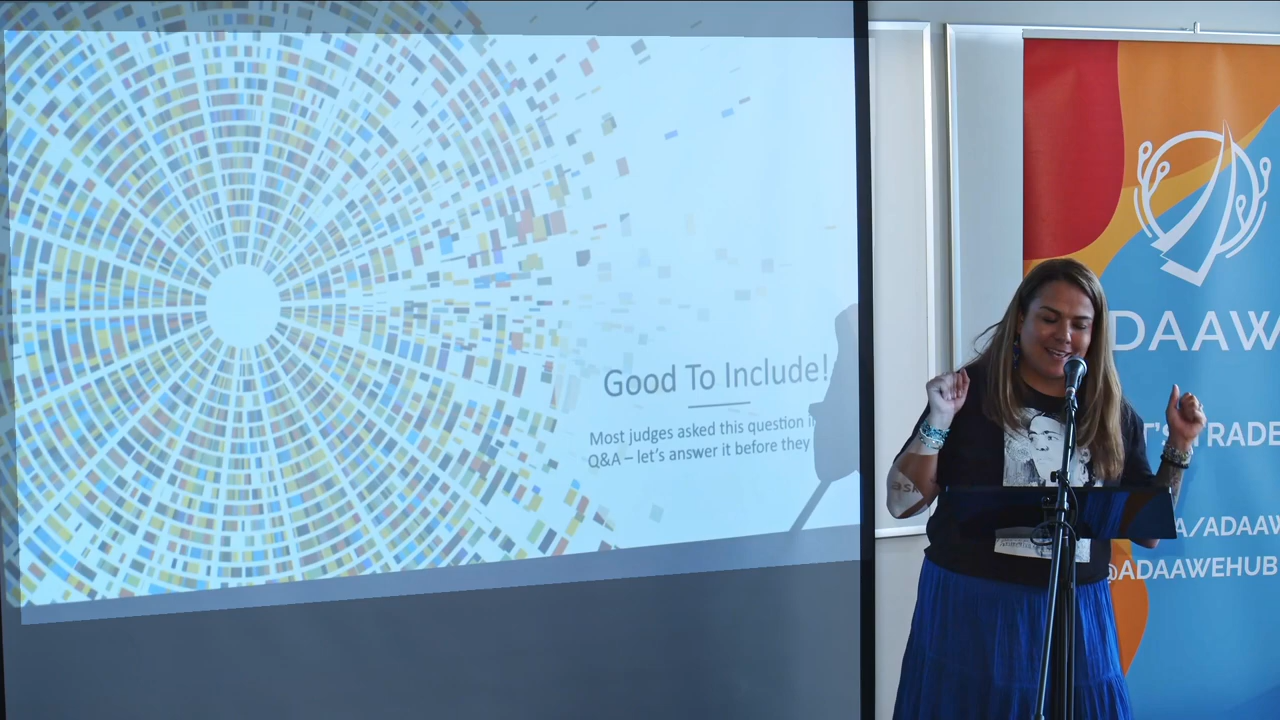 Good To Include!
Most judges asked this question
Q&A – let's answer it before they
DAAW
TRADE
A/ADAAW
@ADAAWEHUB